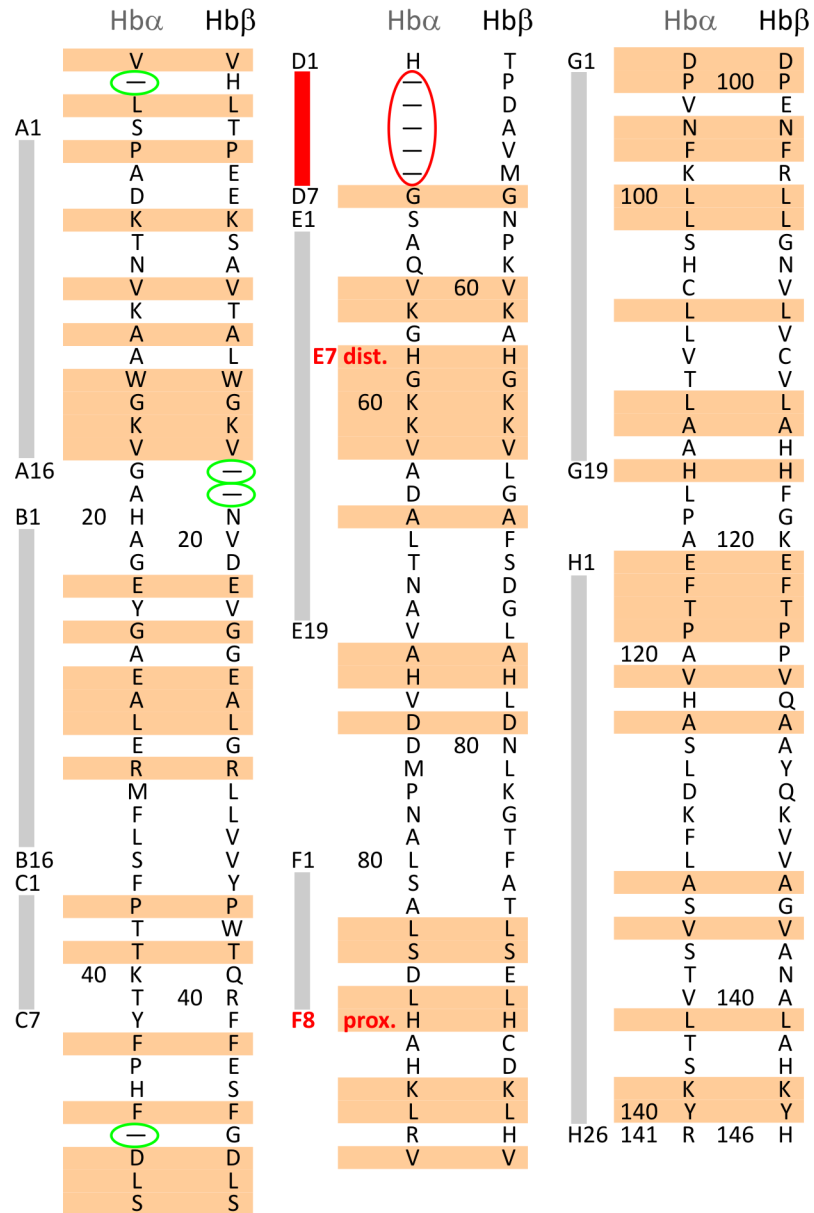 Hbα Hbβ
V V
— H
L L
A1 S T
P P
A E
D E
K K
T S
N A
V V
K T
A A
A L
W W
G G
K K
V V
A16 G —
A —
B1 20 H N
A 20 V
G D
E E
Y V
G G
A G
E E
A A
L L
E G
R R
M L
F L
L V
B16 S V
C1 F Y
P P
T W
T T
40 K Q
T 40 R
C7 Y F
F F
P E
H S
F F
— G
D D
L L
S S
Hbα Hbβ
D1 H T
— P
— D
— A
— V
— M
D7 G G
E1 S N
A P
Q K
V 60 V
K K
G A
E7 dist. H H
G G
60 K K
K K
V V
A L
D G
A A
L F
T S
N D
A G
E19 V L
A A
H H
V L
D D
D 80 N
M L
P K
N G
A T
F1 80 L F
S A
A T
L L
S S
D E
L L
F8 prox. H H
A C
H D
K K
L L
R H
V V
Hbα Hbβ
G1 D D
P 100 P
V E
N N
F F
K R
100 L L
L L
S G
H N
C V
L L
L V
V C
T V
L L
A A
A H
G19 H H
L F
P G
A 120 K
H1 E E
F F
T T
P P
120 A P
V V
H Q
A A
S A
L Y
D Q
K K
F V
L V
A A
S G
V V
S A
T N
V 140 A
L L
T A
S H
K K
140 Y Y
H26 141 R 146 H